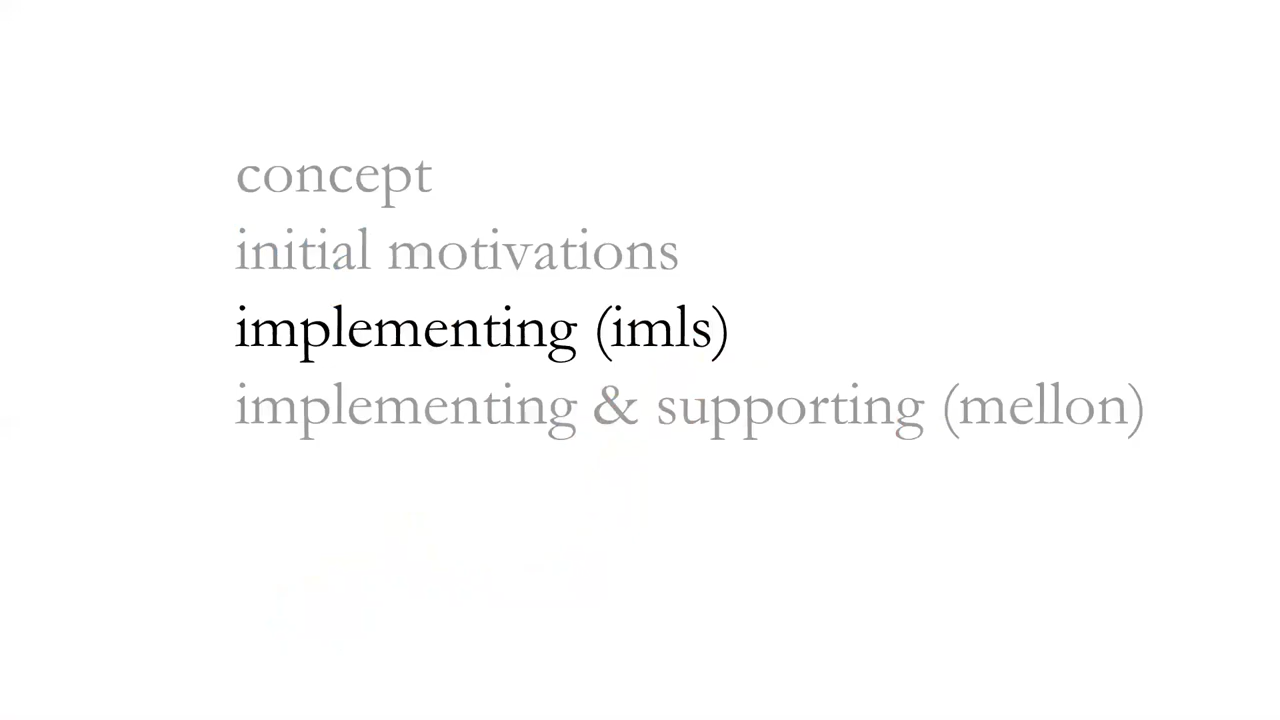 concept
initial motivations
implementing (imls)
implementing & supporting (mellon)